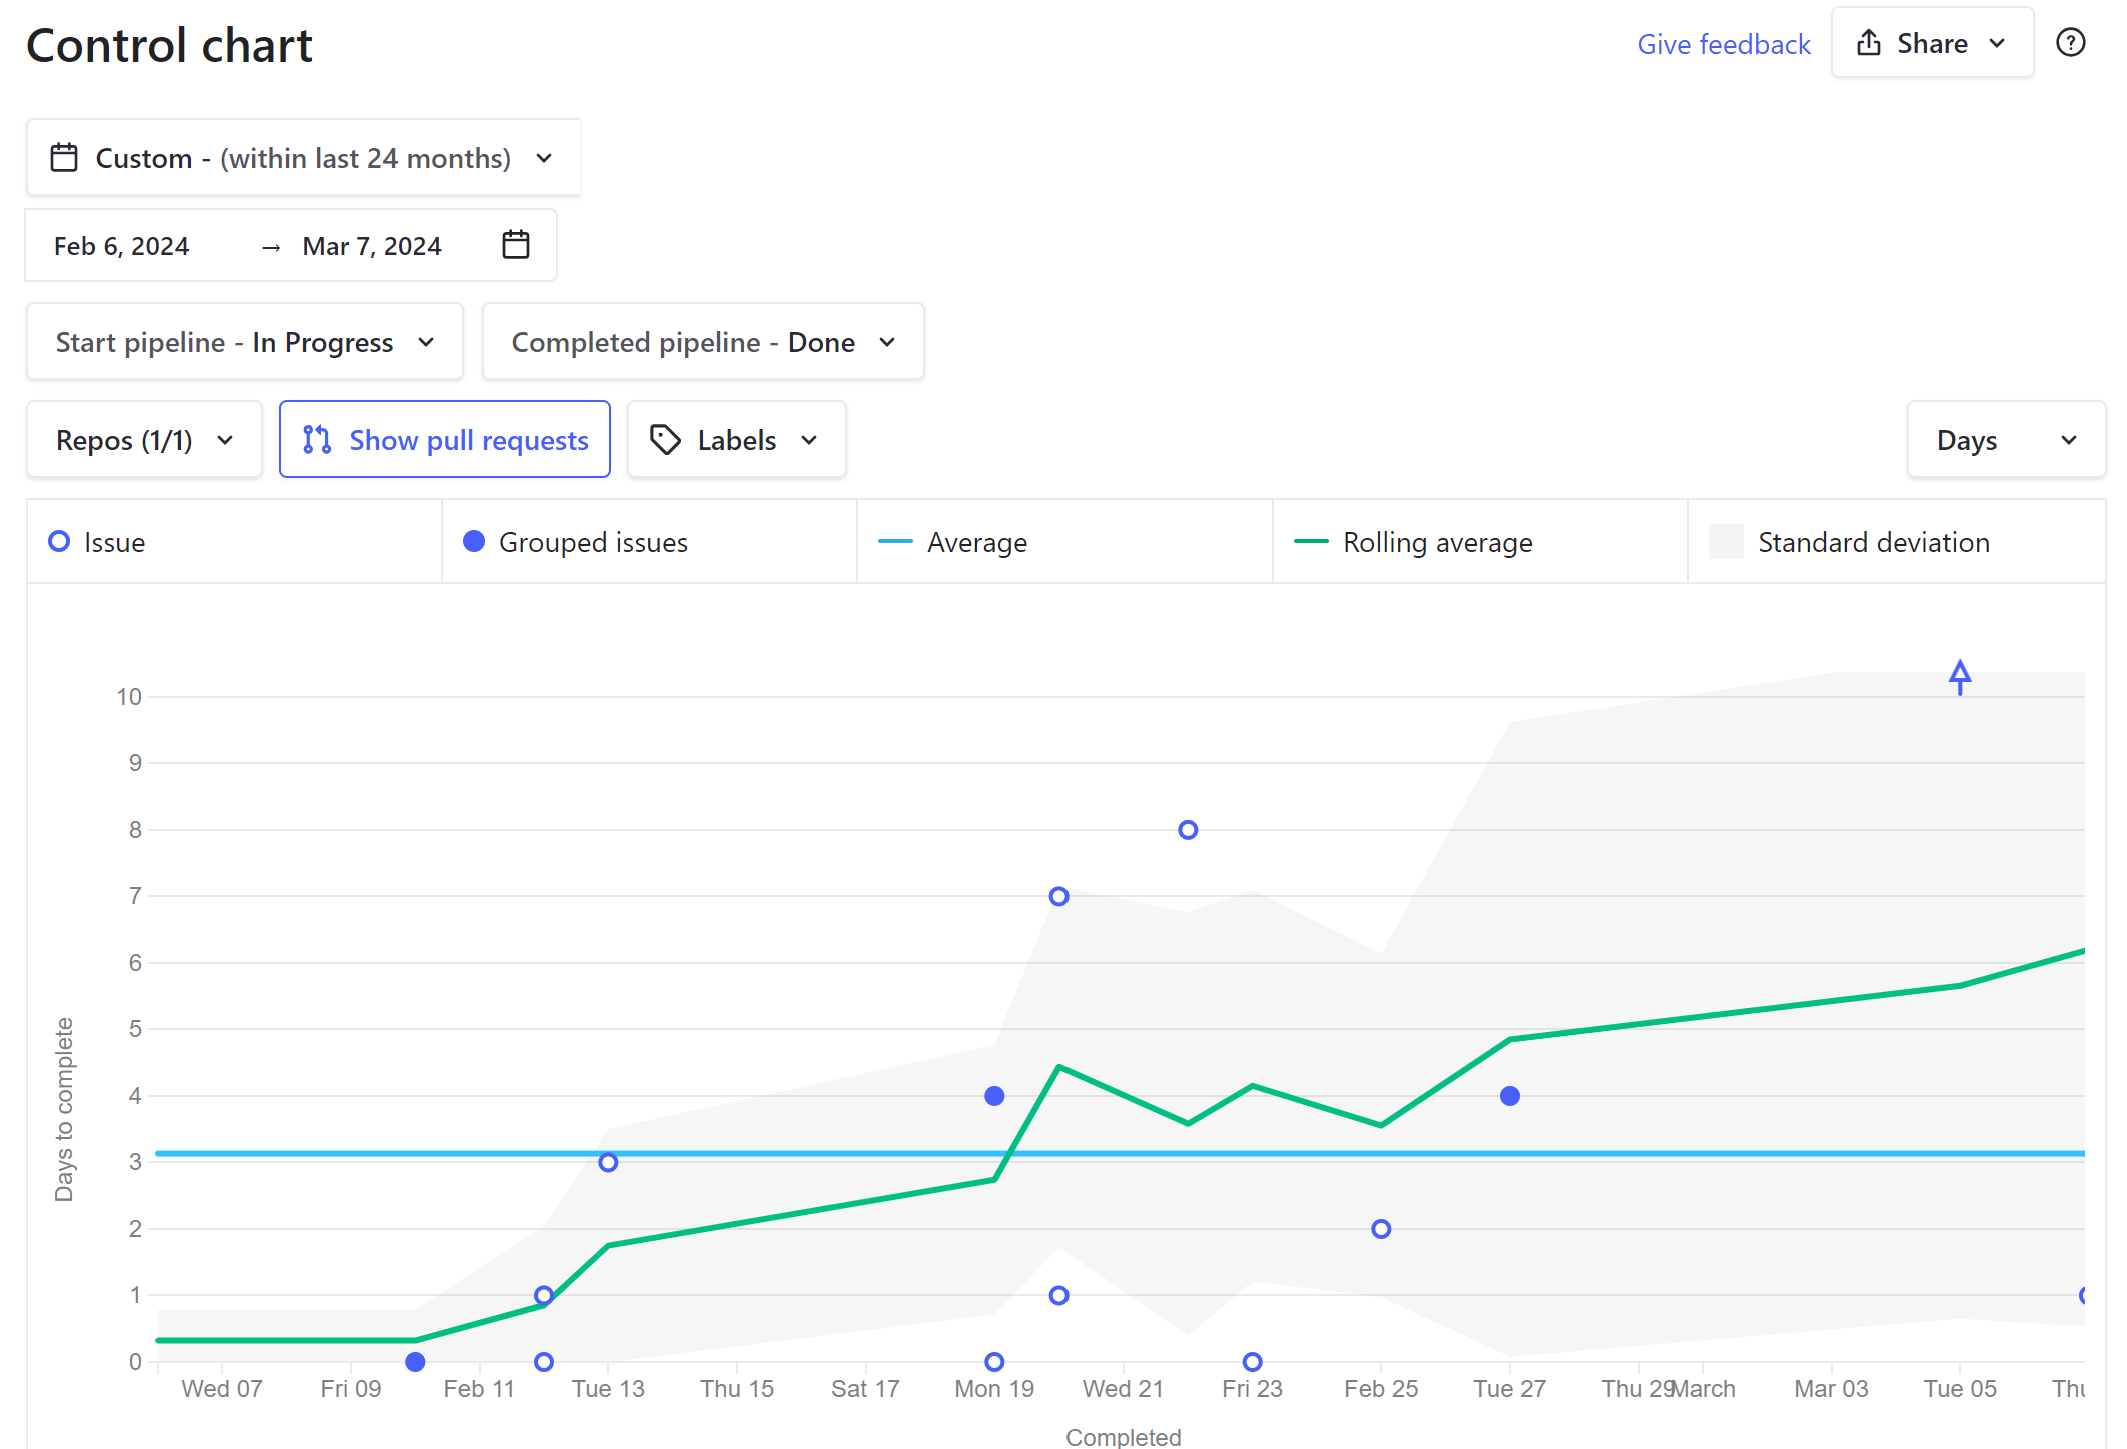 Control chart
Give feedback
Share
Custom - (within last 24 months)
Feb 6, 2024 → Mar 7, 2024
Start pipeline - In Progress
Completed pipeline - Done
Repos (1/1)
Show pull requests
Labels
Days
Issue
Grouped issues
Average
Rolling average
Standard deviation
10
9
8
7
6
5
4
3
2
1
0
Days to complete
Wed 07
Fri 09
Feb 11
Tue 13
Thu 15
Sat 17
Mon 19
Wed 21
Fri 23
Feb 25
Tue 27
Thu 29
March
Mar 03
Tue 05
Thu
Completed